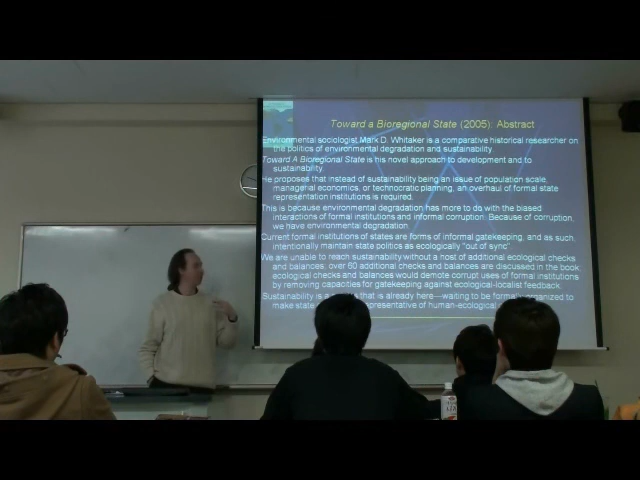 Toward a Bioregional State (2005): Abstract
Environmental sociologist Mark D. Whitaker is a comparative historical researcher on
the politics of environmental degradation and sustainability.
Toward A Bioregional State is his novel approach to development and to
sustainability.
He proposes that instead of sustainability being an issue of population scale,
managerial economics, or technocratic planning, an overhaul of formal state
representation institutions is required.
This is because environmental degradation has more to do with the biased
interactions of formal institutions and informal corruption. Because of corruption,
we have environmental degradation.
Current formal institutions of states are forms of informal gatekeeping, and as such,
intentionally maintain state politics as ecologically "out of sync".
We are unable to reach sustainability without a host of additional ecological checks
and balances; over 60 additional checks and balances are discussed in the book;
ecological checks and balances would demote corrupt uses of formal institutions
by removing capacities for gatekeeping against ecological-localist feedback.
Sustainability is a that is already here—waiting to be formally organized to
make state representative of human-ecological